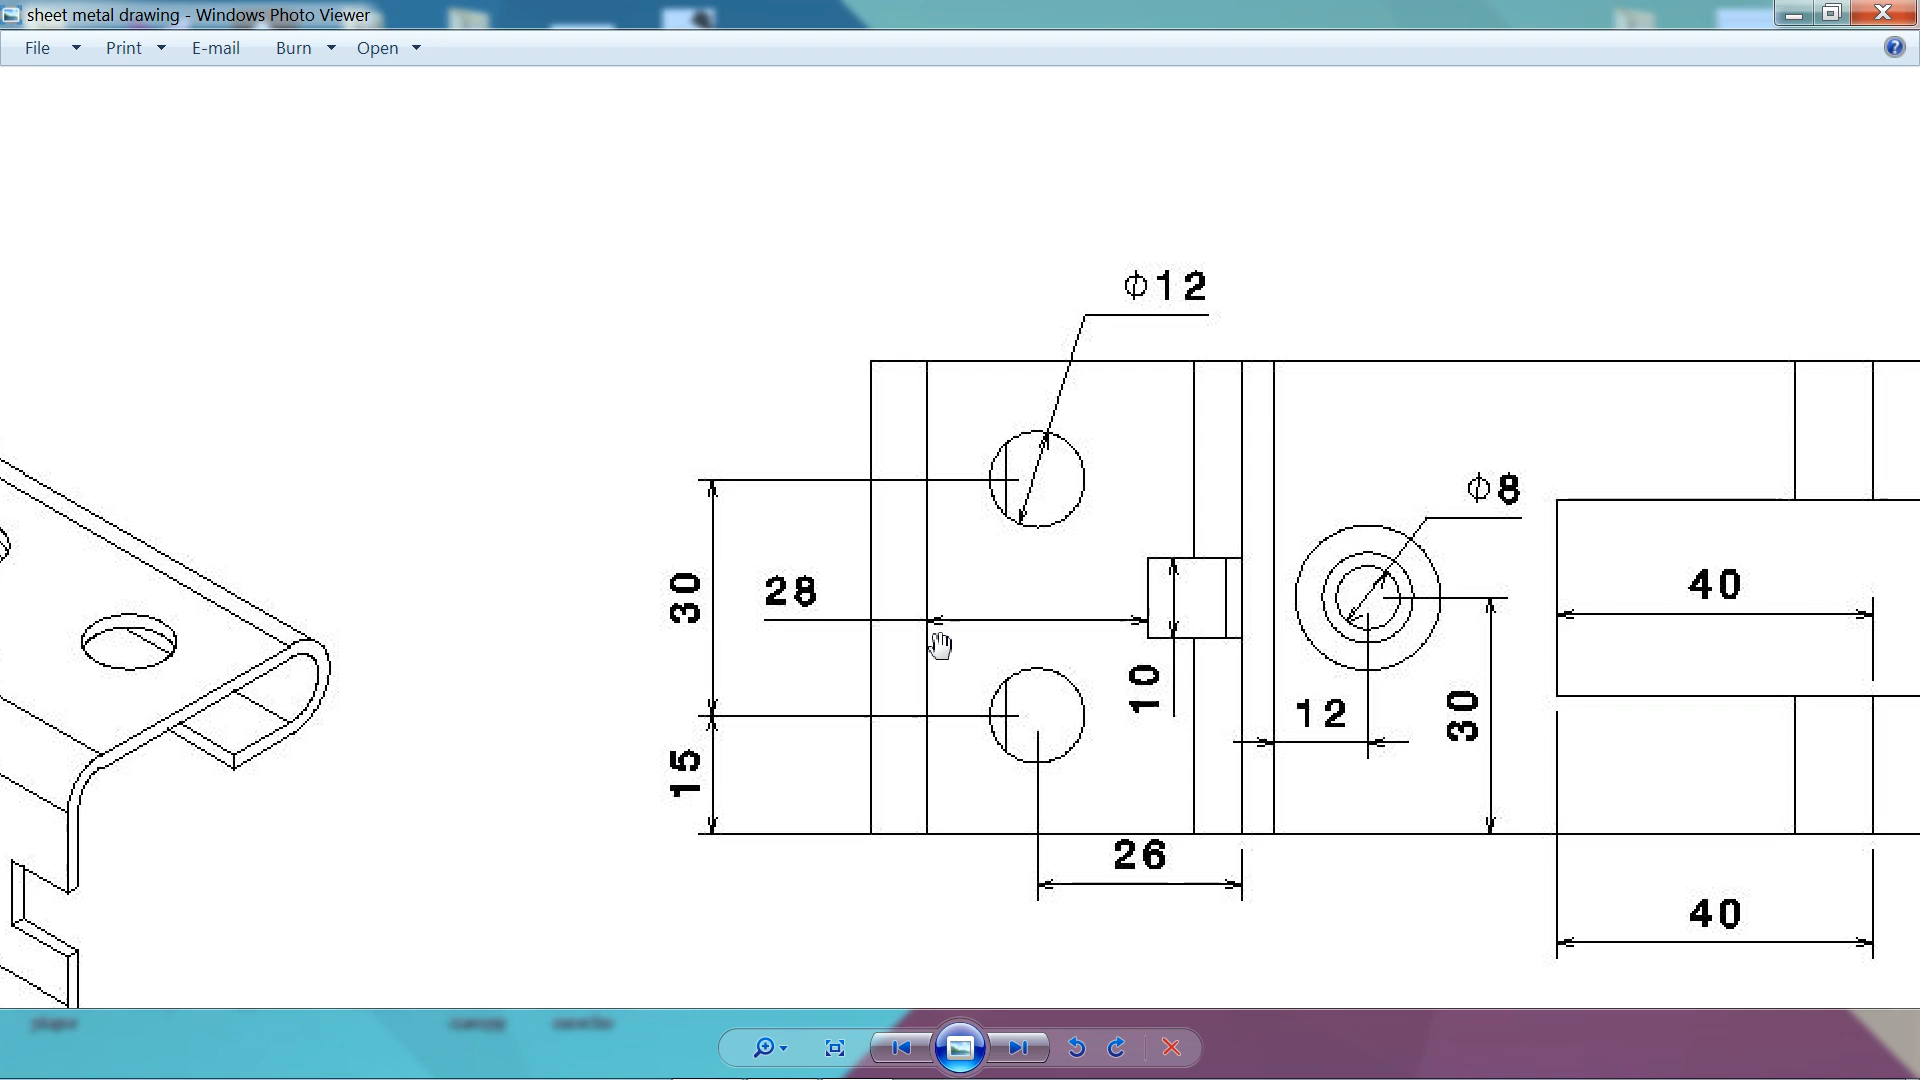 sheet metal drawing - Windows Photo Viewer
File Print E-mail Burn Open
ϕ12
ϕ8
40
30
28
10
12
30
15
26
40